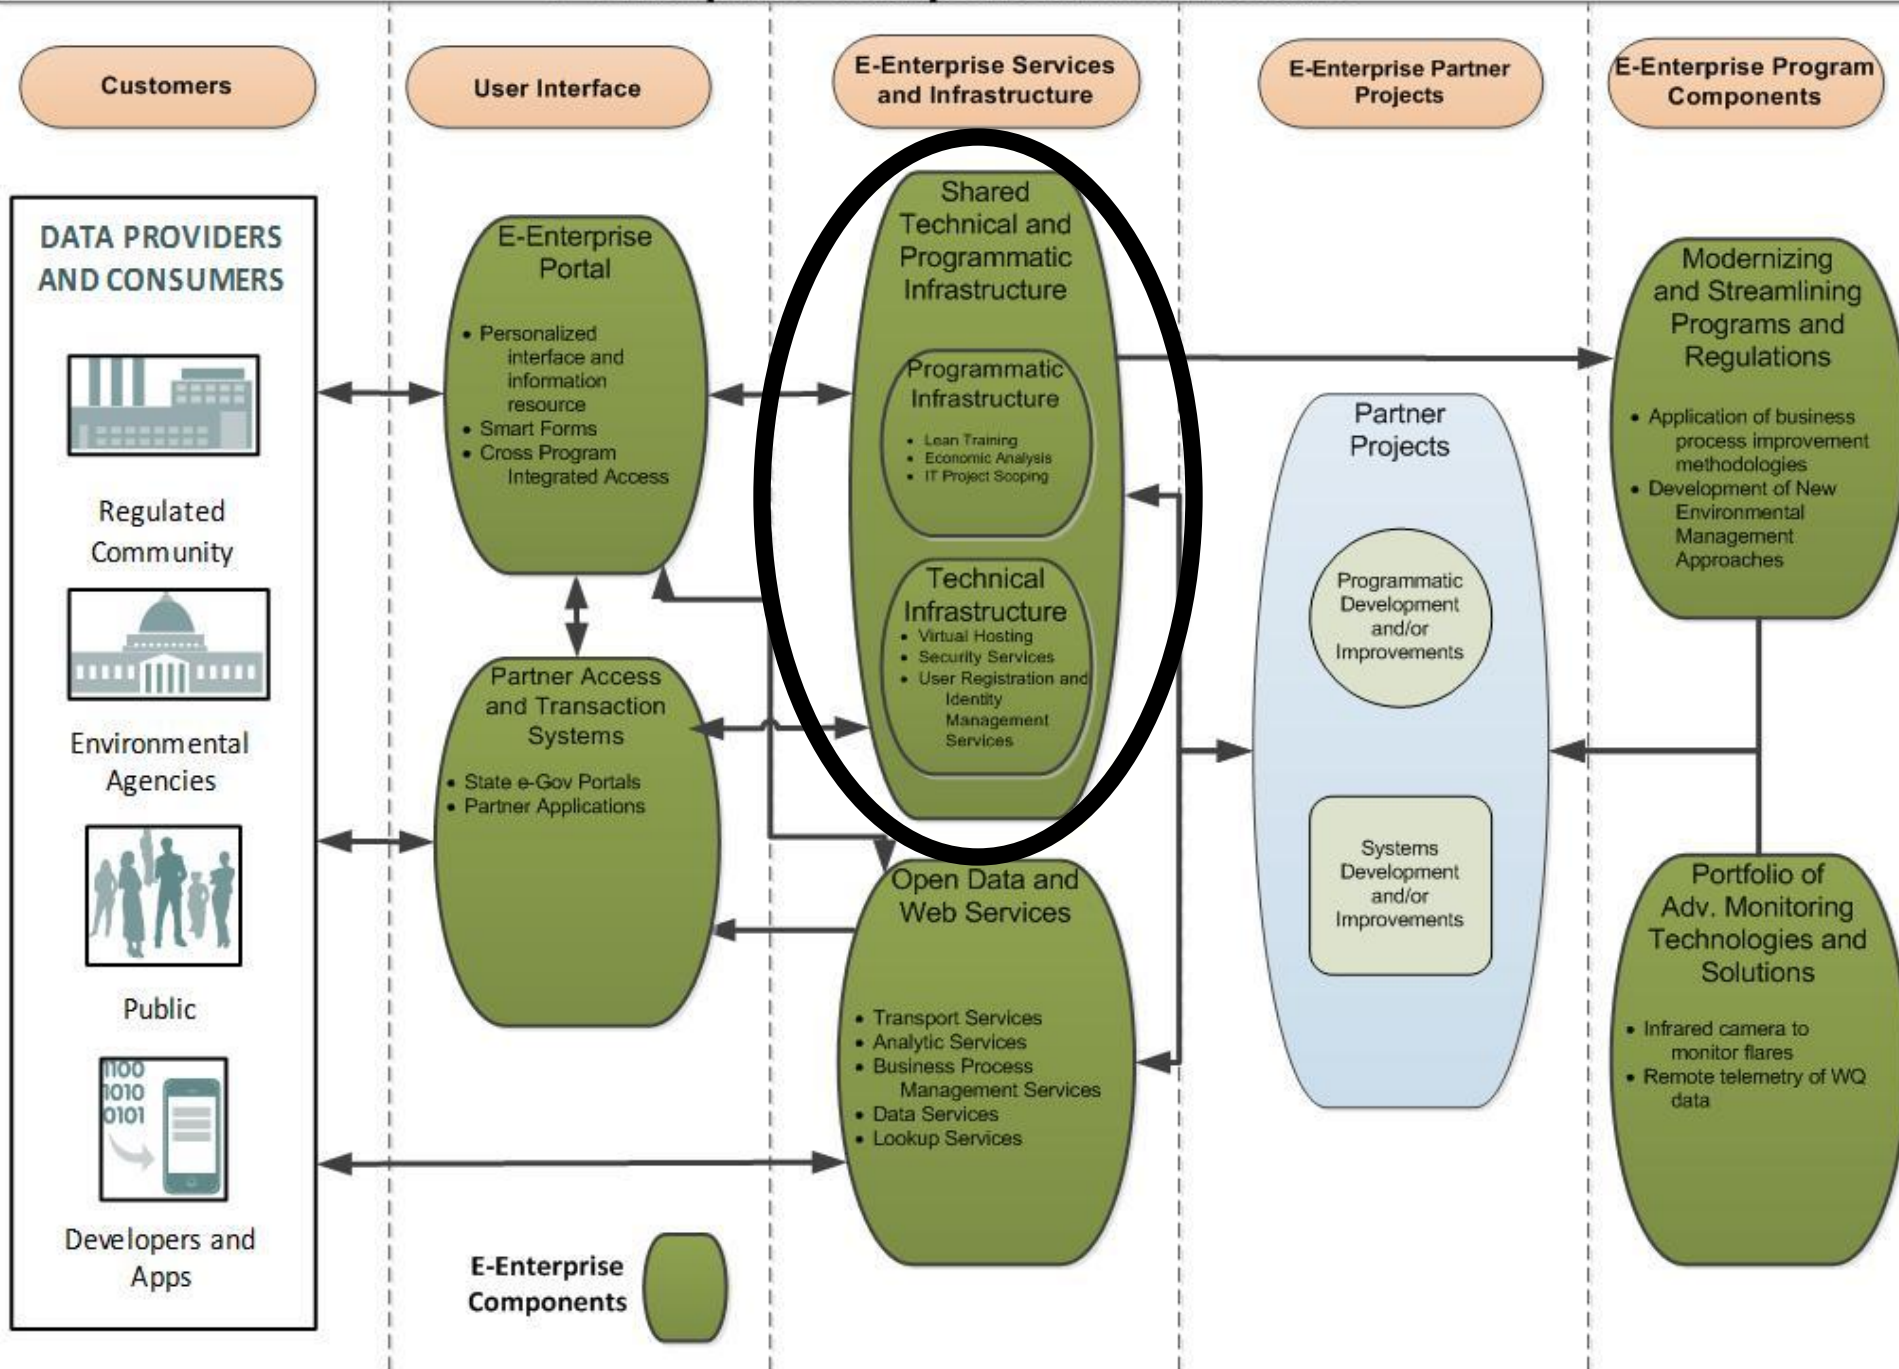 Customers
User Interface
E-Enterprise Services
and Infrastructure
E-Enterprise Partner
Projects
E-Enterprise Program
Components
DATA PROVIDERS
AND CONSUMERS
Regulated
Community
Environmental
Agencies
Public
1100
1010
0101
Developers and
Apps
E-Enterprise
Portal
• Personalized
interface and
information
resource
• Smart Forms
• Cross Program
Integrated Access
Partner Access
and Transaction
Systems
• State e-Gov Portals
• Partner Applications
E-Enterprise
Components
Shared
Technical and
Programmatic
Infrastructure
Programmatic
Infrastructure
• Lean Training
• Economic Analysis
• IT Project Scoping
Technical
Infrastructure
• Virtual Hosting
• Security Services
• User Registration and
Identity
Management
Services
Open Data and
Web Services
• Transport Services
• Analytic Services
• Business Process
Management Services
• Data Services
• Lookup Services
Partner
Projects
Programmatic
Development
and/or
Improvements
Systems
Development
and/or
Improvements
Modernizing
and Streamlining
Programs and
Regulations
• Application of business
process improvement
methodologies
• Development of New
Environmental
Management
Approaches
Portfolio of
Adv. Monitoring
Technologies and
Solutions
• Infrared camera to
monitor flares
• Remote telemetry of WQ
data